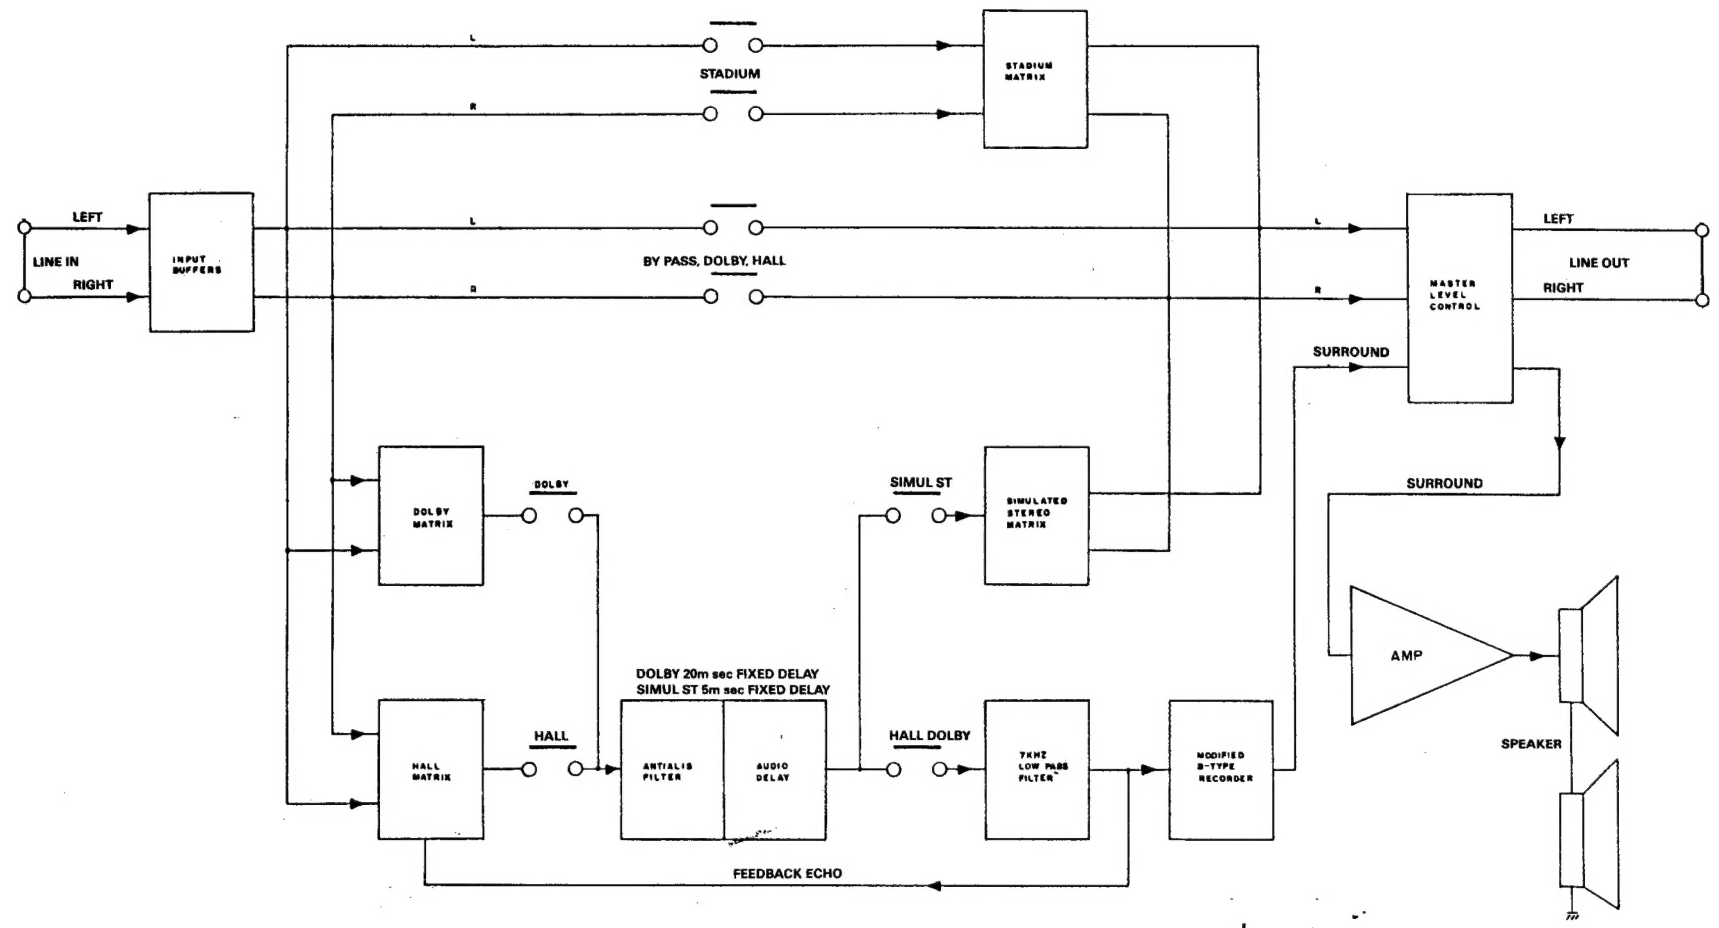 L
STADIUM
R
STADIUM
MATRIX
LEFT
LINE IN
RIGHT
INPUT
BUFFERS
L
BY PASS, DOLBY, HALL
R
L
R
MASTER
LEVEL
CONTROL
LEFT
LINE OUT
RIGHT
SURROUND
DOLBY
MATRIX
DOLBY
SIMUL ST
SIMULATED
STEREO
MATRIX
SURROUND
AMP
SPEAKER
HALL
MATRIX
HALL
DOLBY 20m sec FIXED DELAY
SIMUL ST 5m sec FIXED DELAY
ANTIALIS
FILTER
AUDIO
DELAY
HALL DOLBY
7KHZ
LOW PASS
FILTER
MODIFIED
B-TYPE
RECORDER
FEEDBACK ECHO